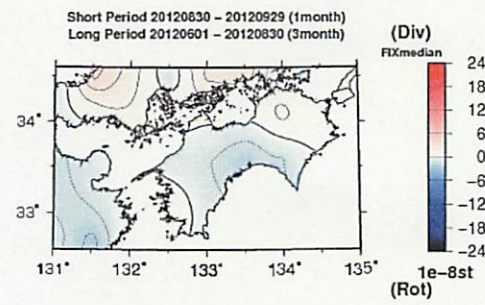 Short Period 20120830 – 20120929 (1month)
Long Period 20120601 – 20120830 (3month)
(Div)
FIXmedian
24
18
12
6
0
−6
−12
−18
−24
1e−8st
(Rot)
34°
33°
131° 132° 133° 134° 135°